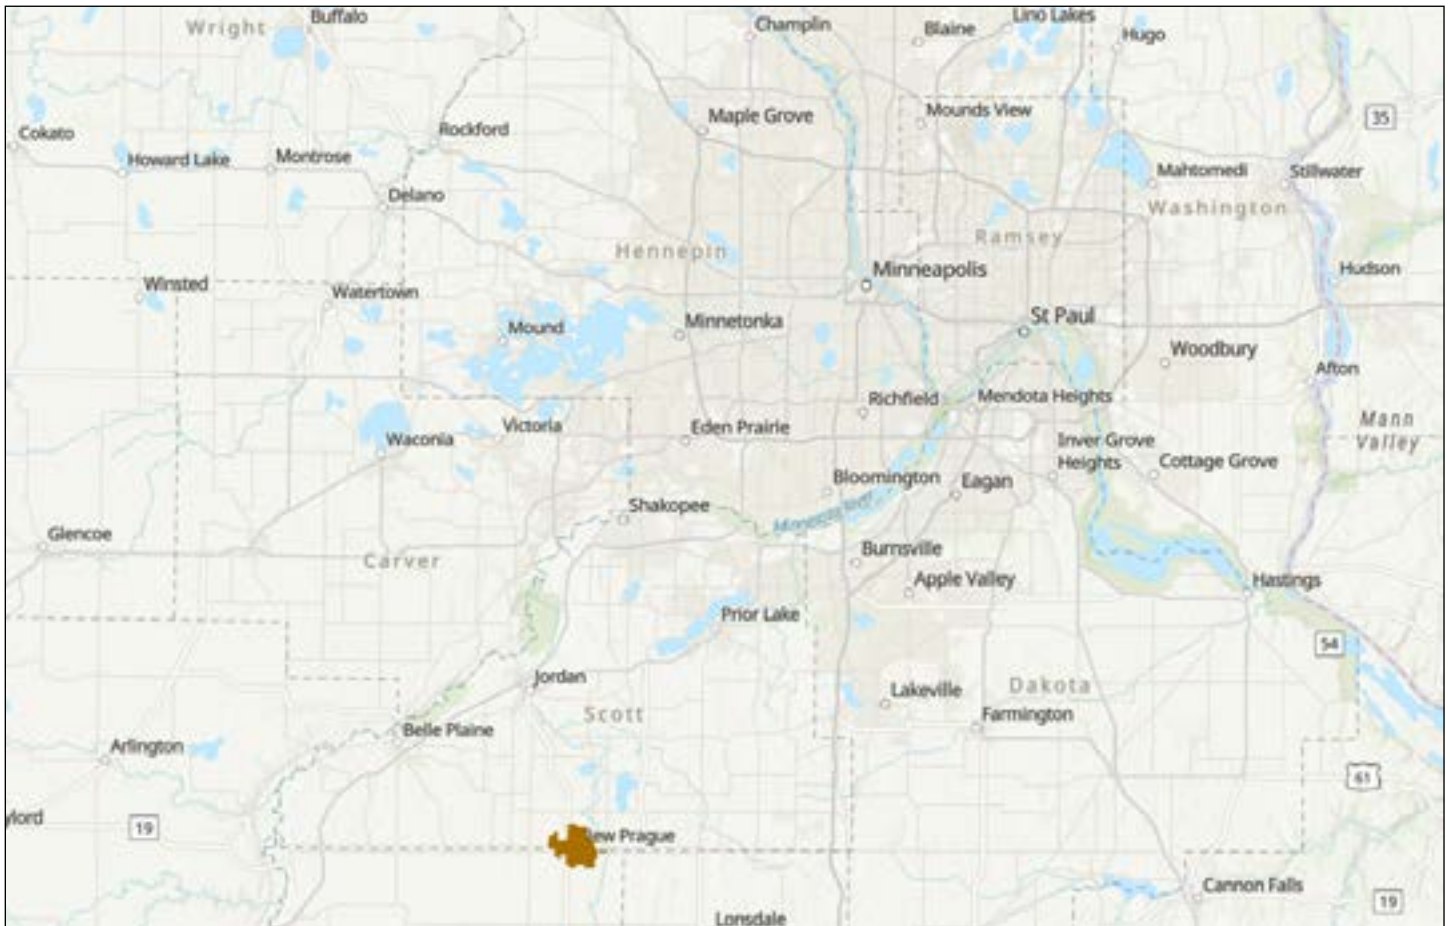 Buffalo
Wright
Champlin
Blaine
Lino Lakes
Hugo
Cokato
Howard Lake
Montrose
Rockford
Maple Grove
Mounds View
35
Delano
Mahtomedi
Stillwater
Washington
Hennepin
Ramsey
Winsted
Watertown
Minneapolis
Hudson
Mound
Minnetonka
St Paul
Woodbury
Afton
Waconia
Victoria
Eden Prairie
Richfield
Mendota Heights
Mann
Valley
Inver Grove
Heights
Cottage Grove
Bloomington
Eagan
Shakopee
Glencoe
Carver
Burnsville
Apple Valley
Hastings
Prior Lake
54
Jordan
Scott
Lakeville
Dakota
Farmington
Belle Plaine
Arlington
61
ylord
19
ew Prague
Cannon Falls
19
Lonsdale